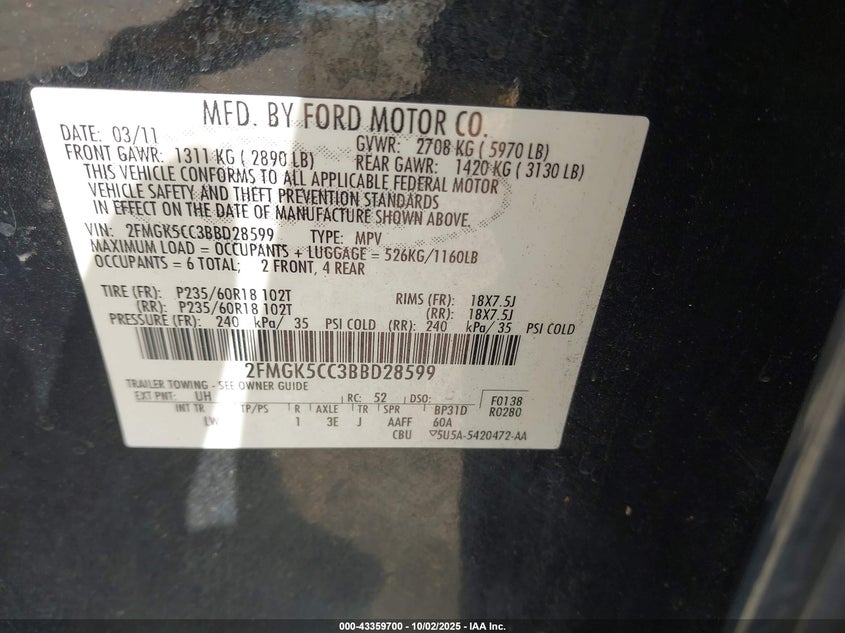 MFD. BY FORD MOTOR CO.
DATE: 03/11 GVWR: 2708 KG ( 5970 LB)
FRONT GAWR: 1311 KG ( 2890 LB) REAR GAWR: 1420 KG ( 3130 LB)
THIS VEHICLE CONFORMS TO ALL APPLICABLE FEDERAL MOTOR
VEHICLE SAFETY AND THEFT PREVENTION STANDARDS
IN EFFECT ON THE DATE OF MANUFACTURE SHOWN ABOVE.
VIN: 2FMGK5CC3BBD28599 TYPE: MPV
MAXIMUM LOAD = OCCUPANTS + LUGGAGE = 526KG/1160LB
OCCUPANTS = 6 TOTAL; 2 FRONT, 4 REAR
TIRE (FR): P235/60R18 102T RIMS (FR): 18X7.5J
(RR): P235/60R18 102T (RR): 18X7.5J
PRESSURE (FR): 240 kPa/ 35 PSI COLD (RR): 240 kPa/ 35 PSI COLD
2FMGK5CC3BBD28599
TRAILER TOWING - SEE OWNER GUIDE
EXT PNT: UH RC: 52 DSO: F0138
INT TR TP/PS R AXLE TR SPR BP31D R0280
LW 1 3E J AAFF 60A
CBU 5U5A-5420472-AA
000-43359700 - 10/02/2025 - IAA Inc.